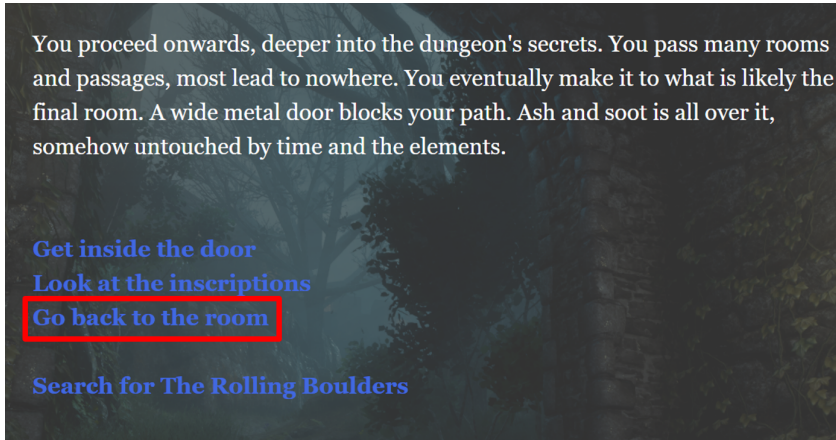 You proceed onwards, deeper into the dungeon's secrets. You pass many rooms
and passages, most lead to nowhere. You eventually make it to what is likely the
final room. A wide metal door blocks your path. Ash and soot is all over it,
somehow untouched by time and the elements.
Get inside the door
Look at the inscriptions
Go back to the room
Search for The Rolling Boulders